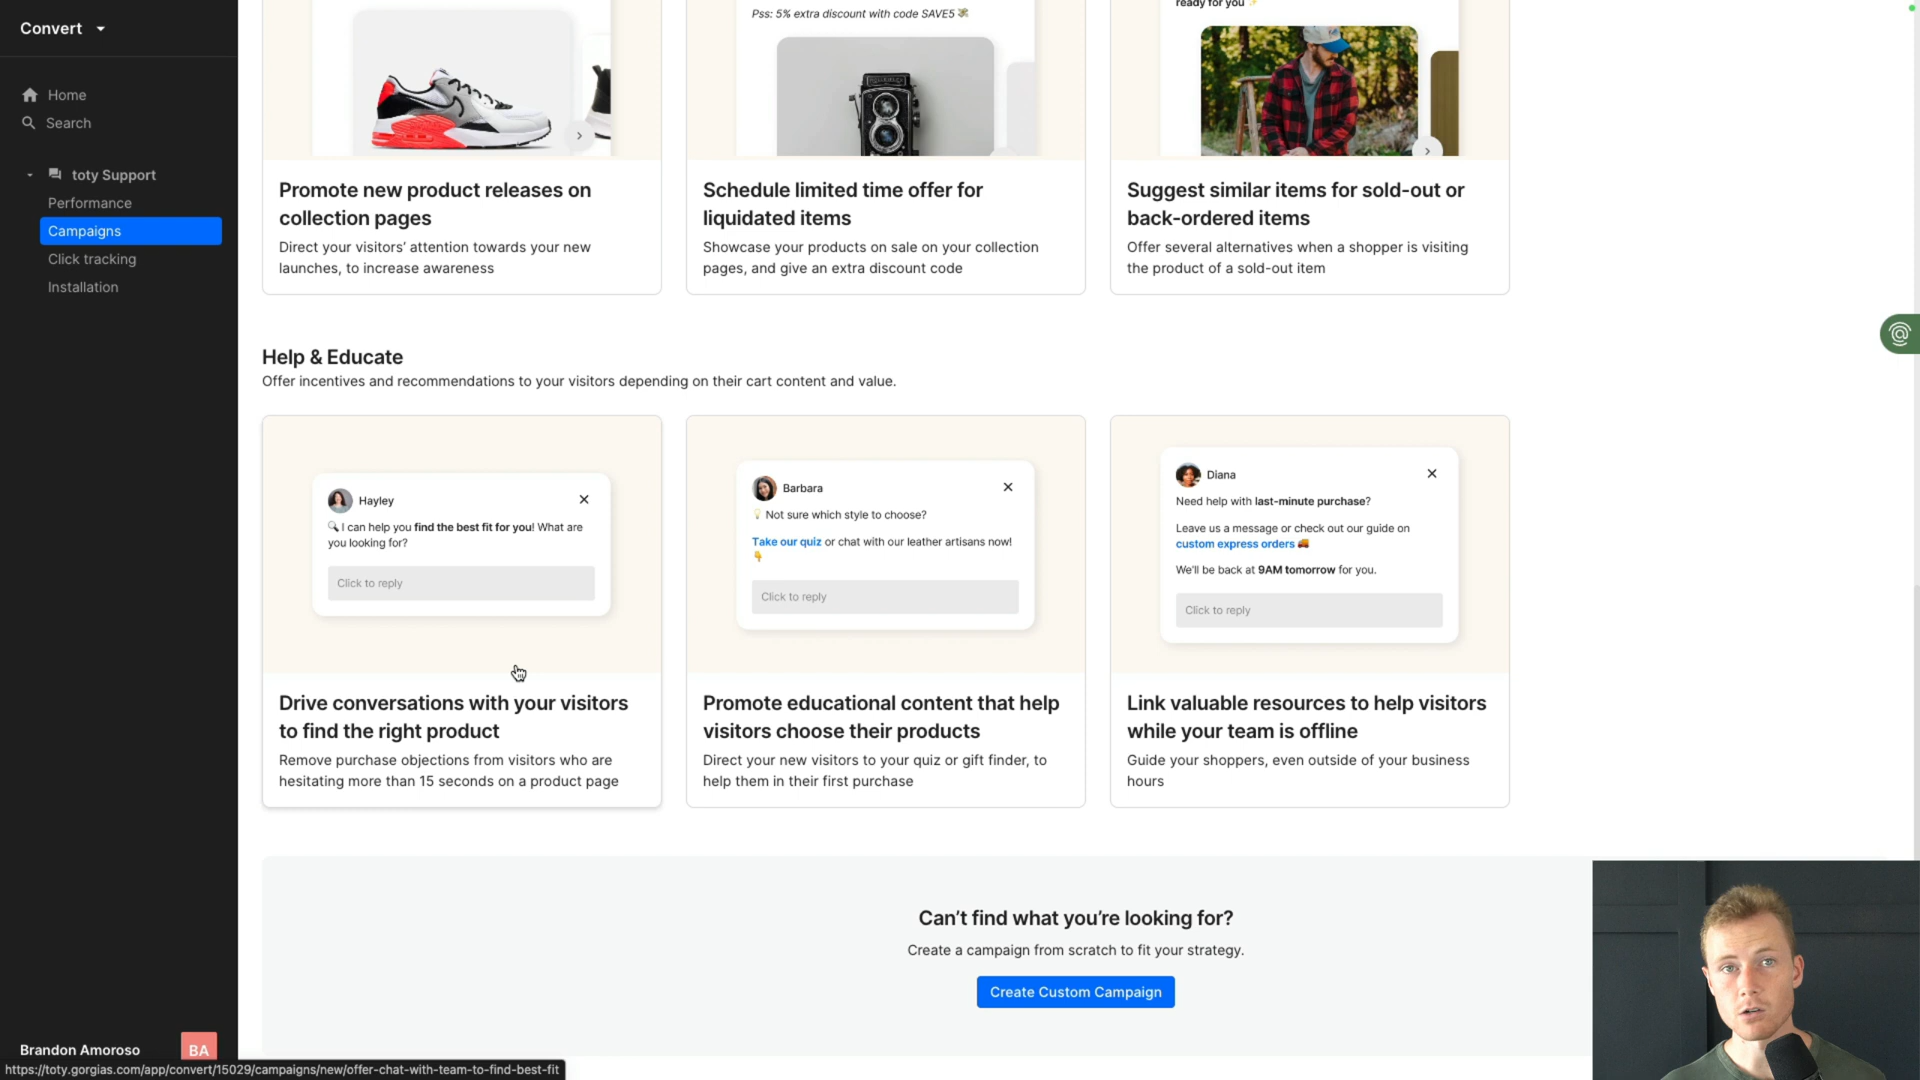 Convert
Home
Search
toty Support
Performance
Campaigns
Click tracking
Installation
Brandon Amoroso
BA
https://toty.gorgias.com/app/convert/15029/campaigns/new/offer-chat-with-team-to-find-best-fit
Pss: 5% extra discount with code SAVE5
ready for you
Promote new product releases on
collection pages
Direct your visitors' attention towards your new
launches, to increase awareness
Schedule limited time offer for
liquidated items
Showcase your products on sale on your collection
pages, and give an extra discount code
Suggest similar items for sold-out or
back-ordered items
Offer several alternatives when a shopper is visiting
the product of a sold-out item
Help & Educate
Offer incentives and recommendations to your visitors depending on their cart content and value.
Hayley
I can help you find the best fit for you! What are
you looking for?
Click to reply
Drive conversations with your visitors
to find the right product
Remove purchase objections from visitors who are
hesitating more than 15 seconds on a product page
Barbara
Not sure which style to choose?
Take our quiz or chat with our leather artisans now!
Click to reply
Promote educational content that help
visitors choose their products
Direct your new visitors to your quiz or gift finder, to
help them in their first purchase
Diana
Need help with last-minute purchase?
Leave us a message or check out our guide on
custom express orders
We'll be back at 9AM tomorrow for you.
Click to reply
Link valuable resources to help visitors
while your team is offline
Guide your shoppers, even outside of your business
hours
Can't find what you're looking for?
Create a campaign from scratch to fit your strategy.
Create Custom Campaign